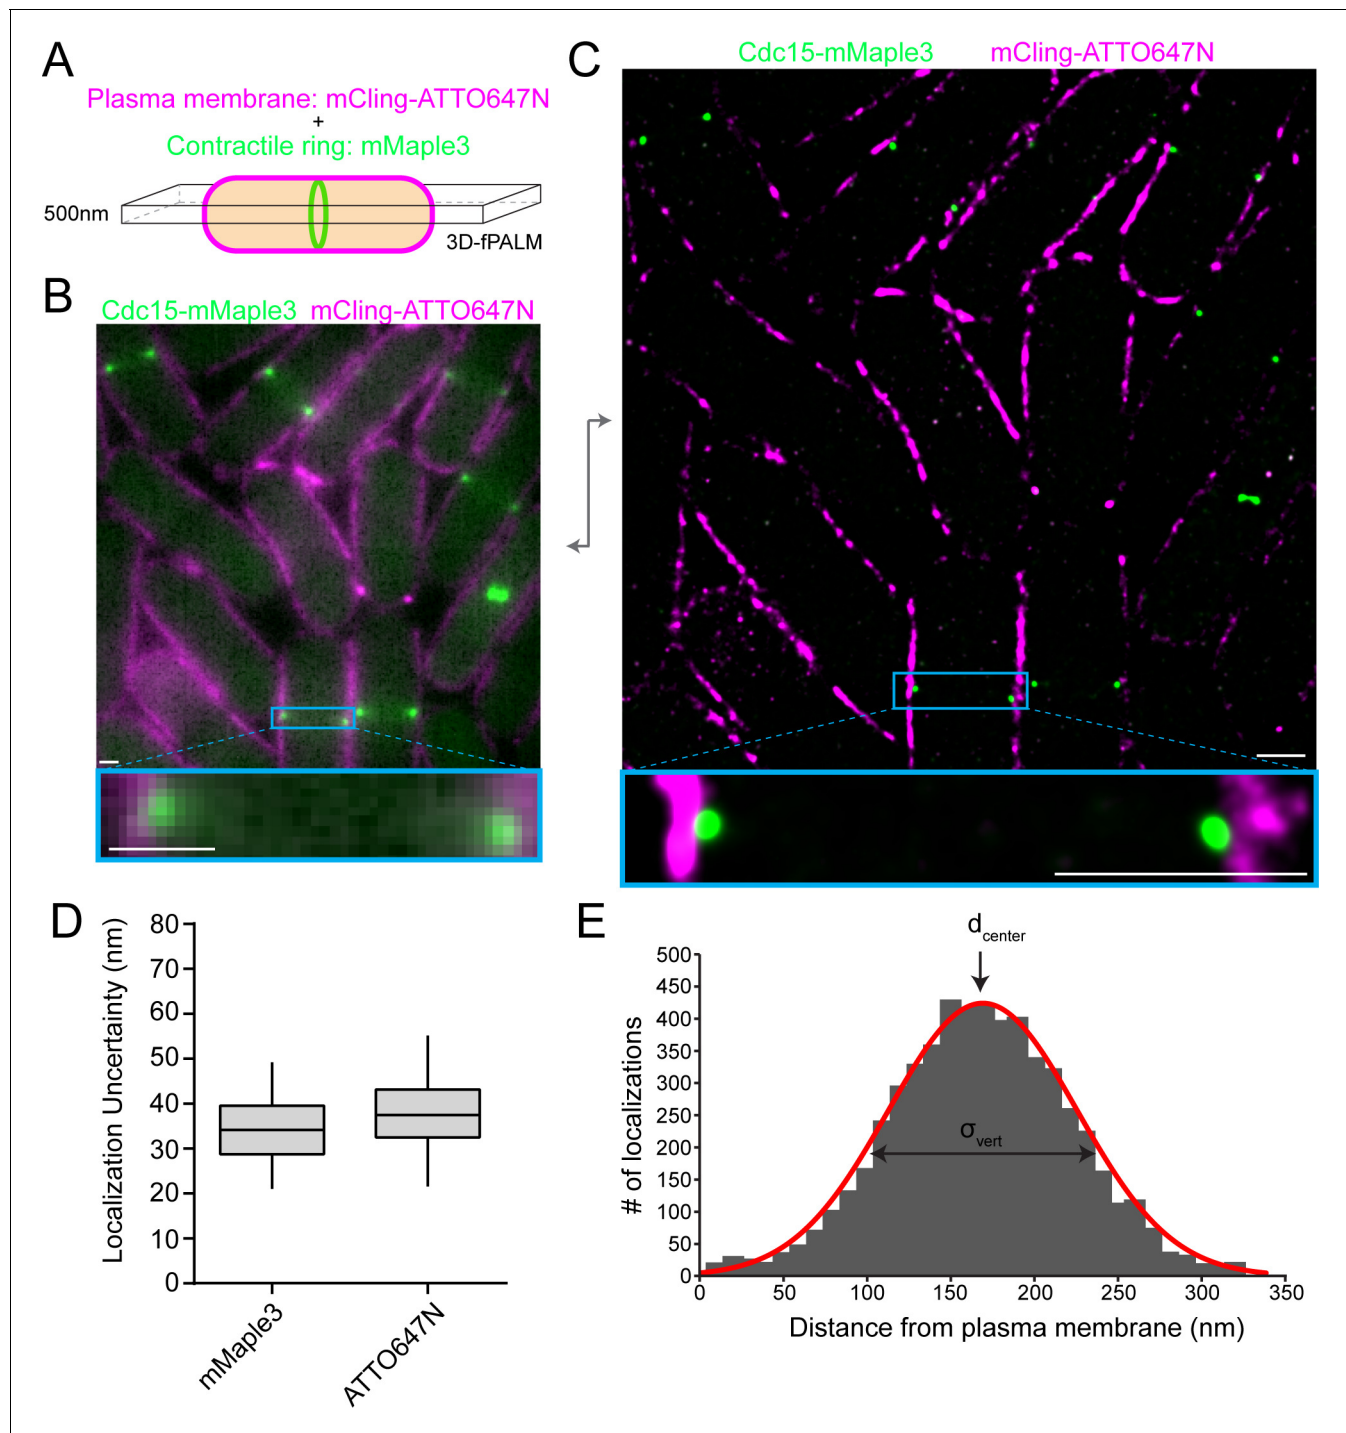 A
Plasma membrane: mCling-ATTO647N
+
Contractile ring: mMaple3
500nm
3D-fPALM
B
Cdc15-mMaple3 mCling-ATTO647N
C
Cdc15-mMaple3 mCling-ATTO647N
D
Localization Uncertainty (nm)
80
70
60
50
40
30
20
10
0
mMaple3
ATTO647N
E
d_center
# of localizations
500
450
400
350
300
250
200
150
100
50
0
σ_vert
0 50 100 150 200 250 300 350
Distance from plasma membrane (nm)